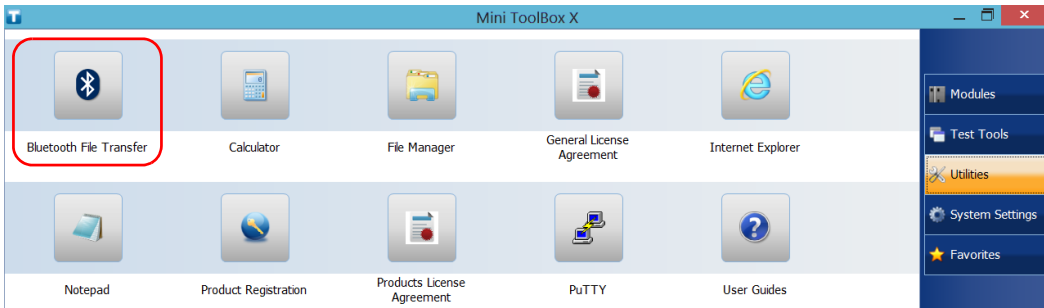 Mini ToolBox X
Bluetooth File Transfer
Calculator
File Manager
General License
Agreement
Internet Explorer
Notepad
Product Registration
Products License
Agreement
PuTTY
User Guides
Modules
Test Tools
Utilities
System Settings
Favorites